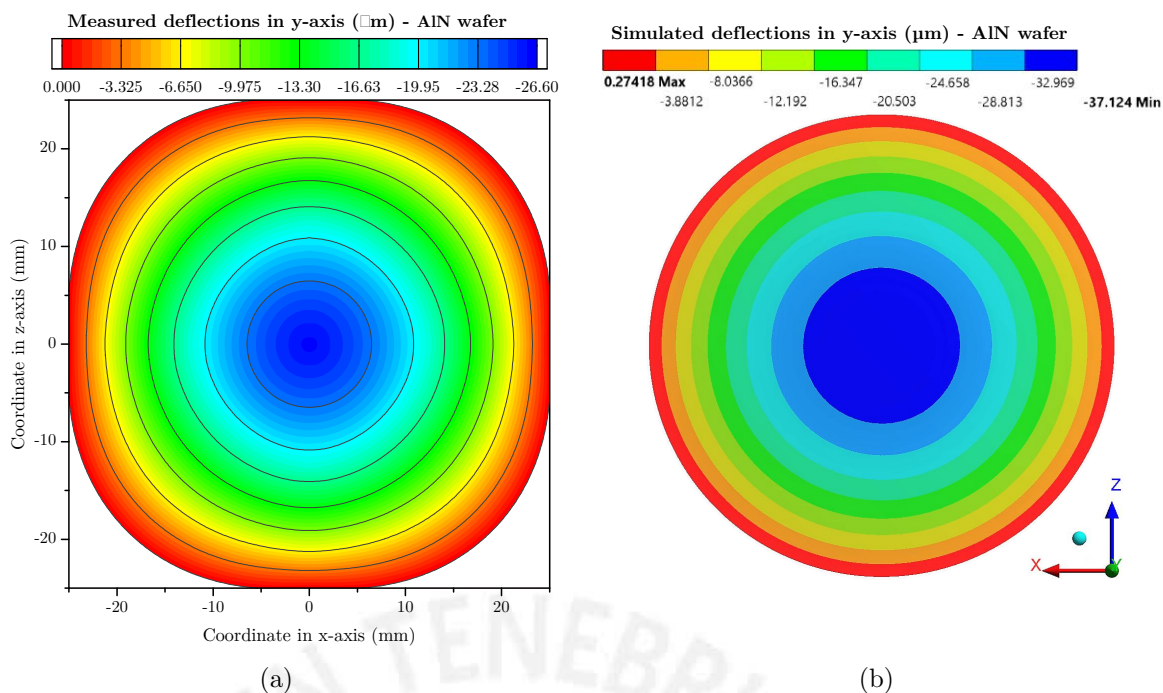 Measured deflections in y-axis (□m) - AlN wafer
0.000 -3.325 -6.650 -9.975 -13.30 -16.63 -19.95 -23.28 -26.60
20
10
0
-10
-20
Coordinate in z-axis (mm)
-20 -10 0 10 20
Coordinate in x-axis (mm)
(a)
Simulated deflections in y-axis (µm) - AlN wafer
0.27418 Max -8.0366 -16.347 -24.658 -32.969
-3.8812 -12.192 -20.503 -28.813 -37.124 Min
Z
X Y
(b)
IN TENEBR